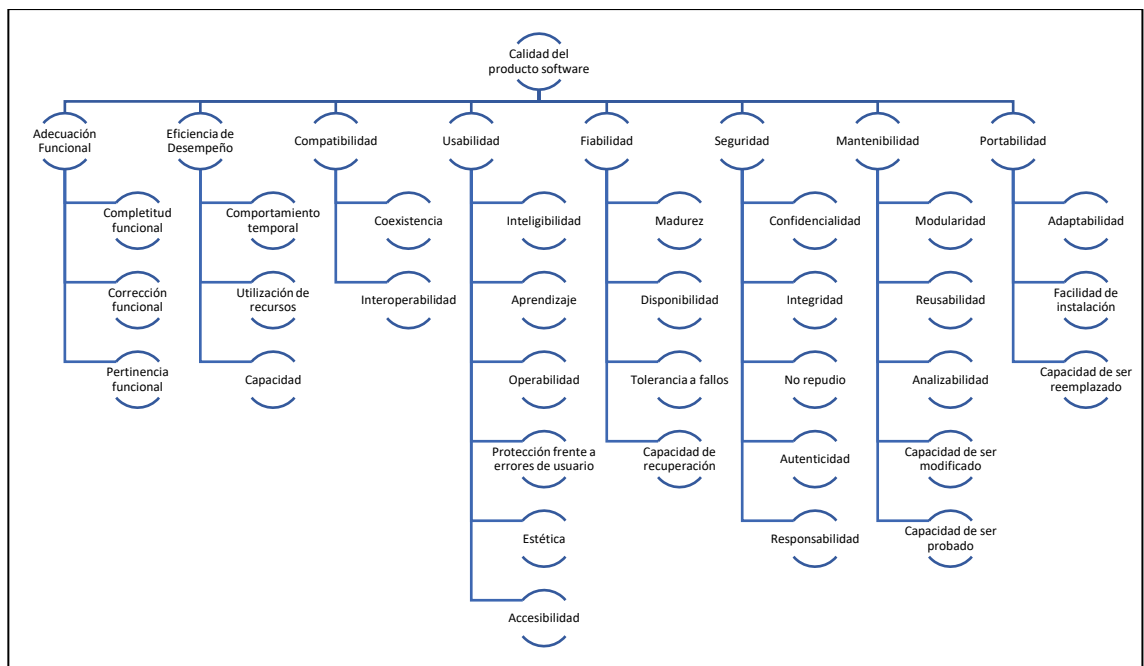 Calidad del
producto software
Adecuación
Funcional
Completitud
funcional
Corrección
funcional
Pertinencia
funcional
Eficiencia de
Desempeño
Comportamiento
temporal
Utilización de
recursos
Capacidad
Compatibilidad
Coexistencia
Interoperabilidad
Usabilidad
Inteligibilidad
Aprendizaje
Operabilidad
Protección frente a
errores de usuario
Estética
Accesibilidad
Fiabilidad
Madurez
Disponibilidad
Tolerancia a fallos
Capacidad de
recuperación
Seguridad
Confidencialidad
Integridad
No repudio
Autenticidad
Responsabilidad
Mantenibilidad
Modularidad
Reusabilidad
Analizabilidad
Capacidad de ser
modificado
Capacidad de ser
probado
Portabilidad
Adaptabilidad
Facilidad de
instalación
Capacidad de ser
reemplazado